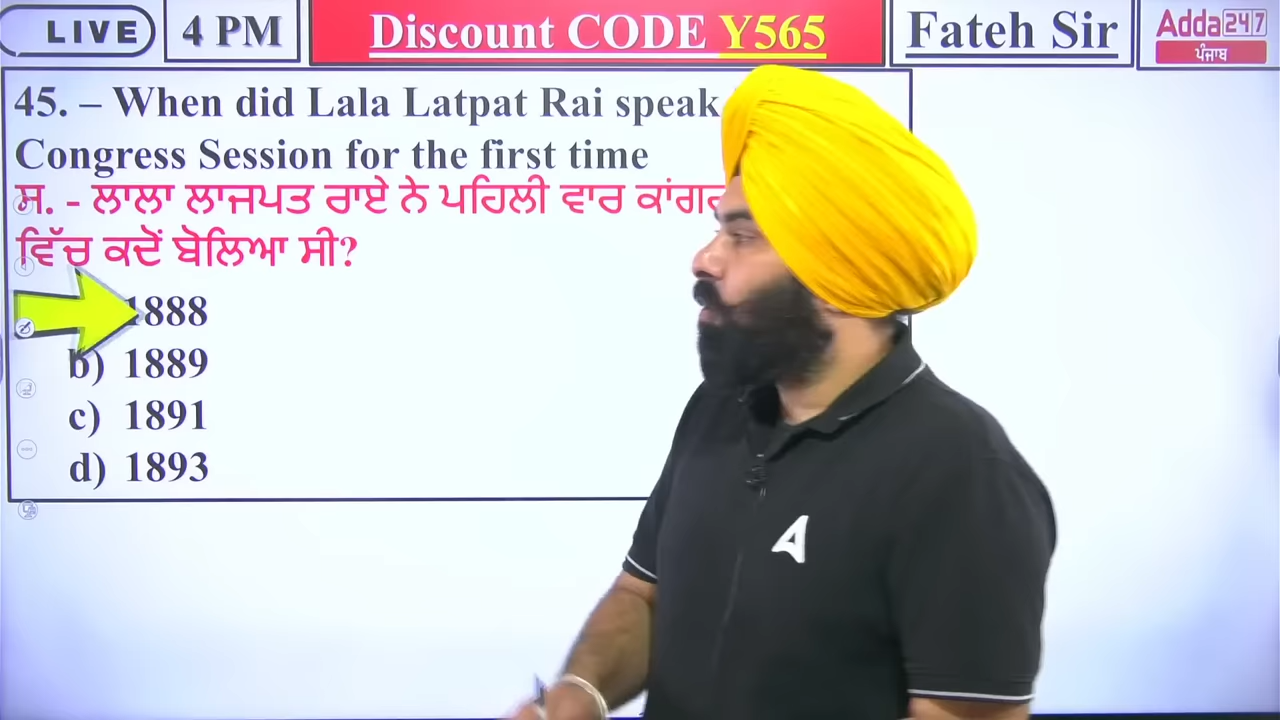 LIVE
4 PM
Discount CODE Y565
Fateh Sir
Adda247
ਪੰਜਾਬ
45. – When did Lala Latpat Rai speak
Congress Session for the first time
ਸ. - ਲਾਲਾ ਲਾਜਪਤ ਰਾਏ ਨੇ ਪਹਿਲੀ ਵਾਰ
ਵਿੱਚ ਕਦੋਂ ਬੋਲਿਆ ਸੀ?
1888
b) 1889
c) 1891
d) 1893